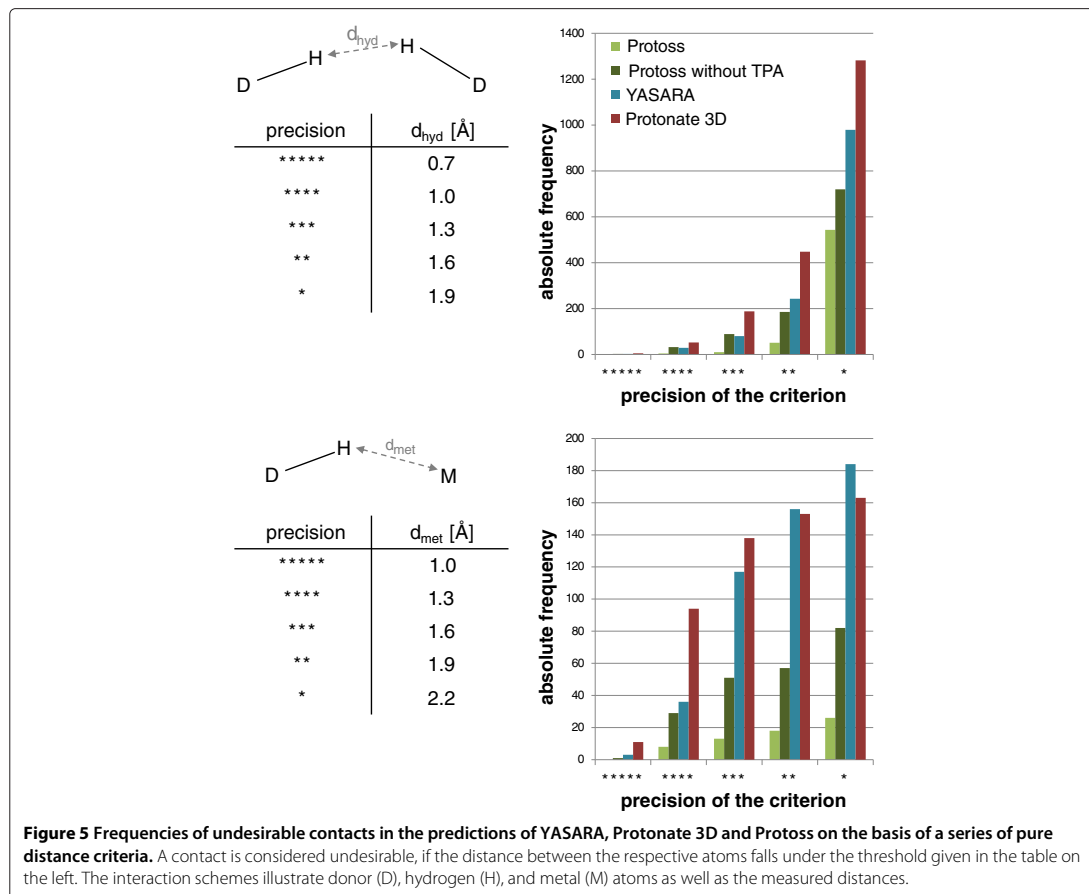 d_hyd
H H
D D
precision d_hyd [Å]
***** 0.7
**** 1.0
*** 1.3
** 1.6
* 1.9
Protoss
Protoss without TPA
YASARA
Protonate 3D
absolute frequency
1400
1200
1000
800
600
400
200
0
***** **** *** ** *
precision of the criterion
d_met
H
D M
precision d_met [Å]
***** 1.0
**** 1.3
*** 1.6
** 1.9
* 2.2
absolute frequency
200
180
160
140
120
100
80
60
40
20
0
***** **** *** ** *
precision of the criterion
Figure 5 Frequencies of undesirable contacts in the predictions of YASARA, Protonate 3D and Protoss on the basis of a series of pure
distance criteria. A contact is considered undesirable, if the distance between the respective atoms falls under the threshold given in the table on
the left. The interaction schemes illustrate donor (D), hydrogen (H), and metal (M) atoms as well as the measured distances.